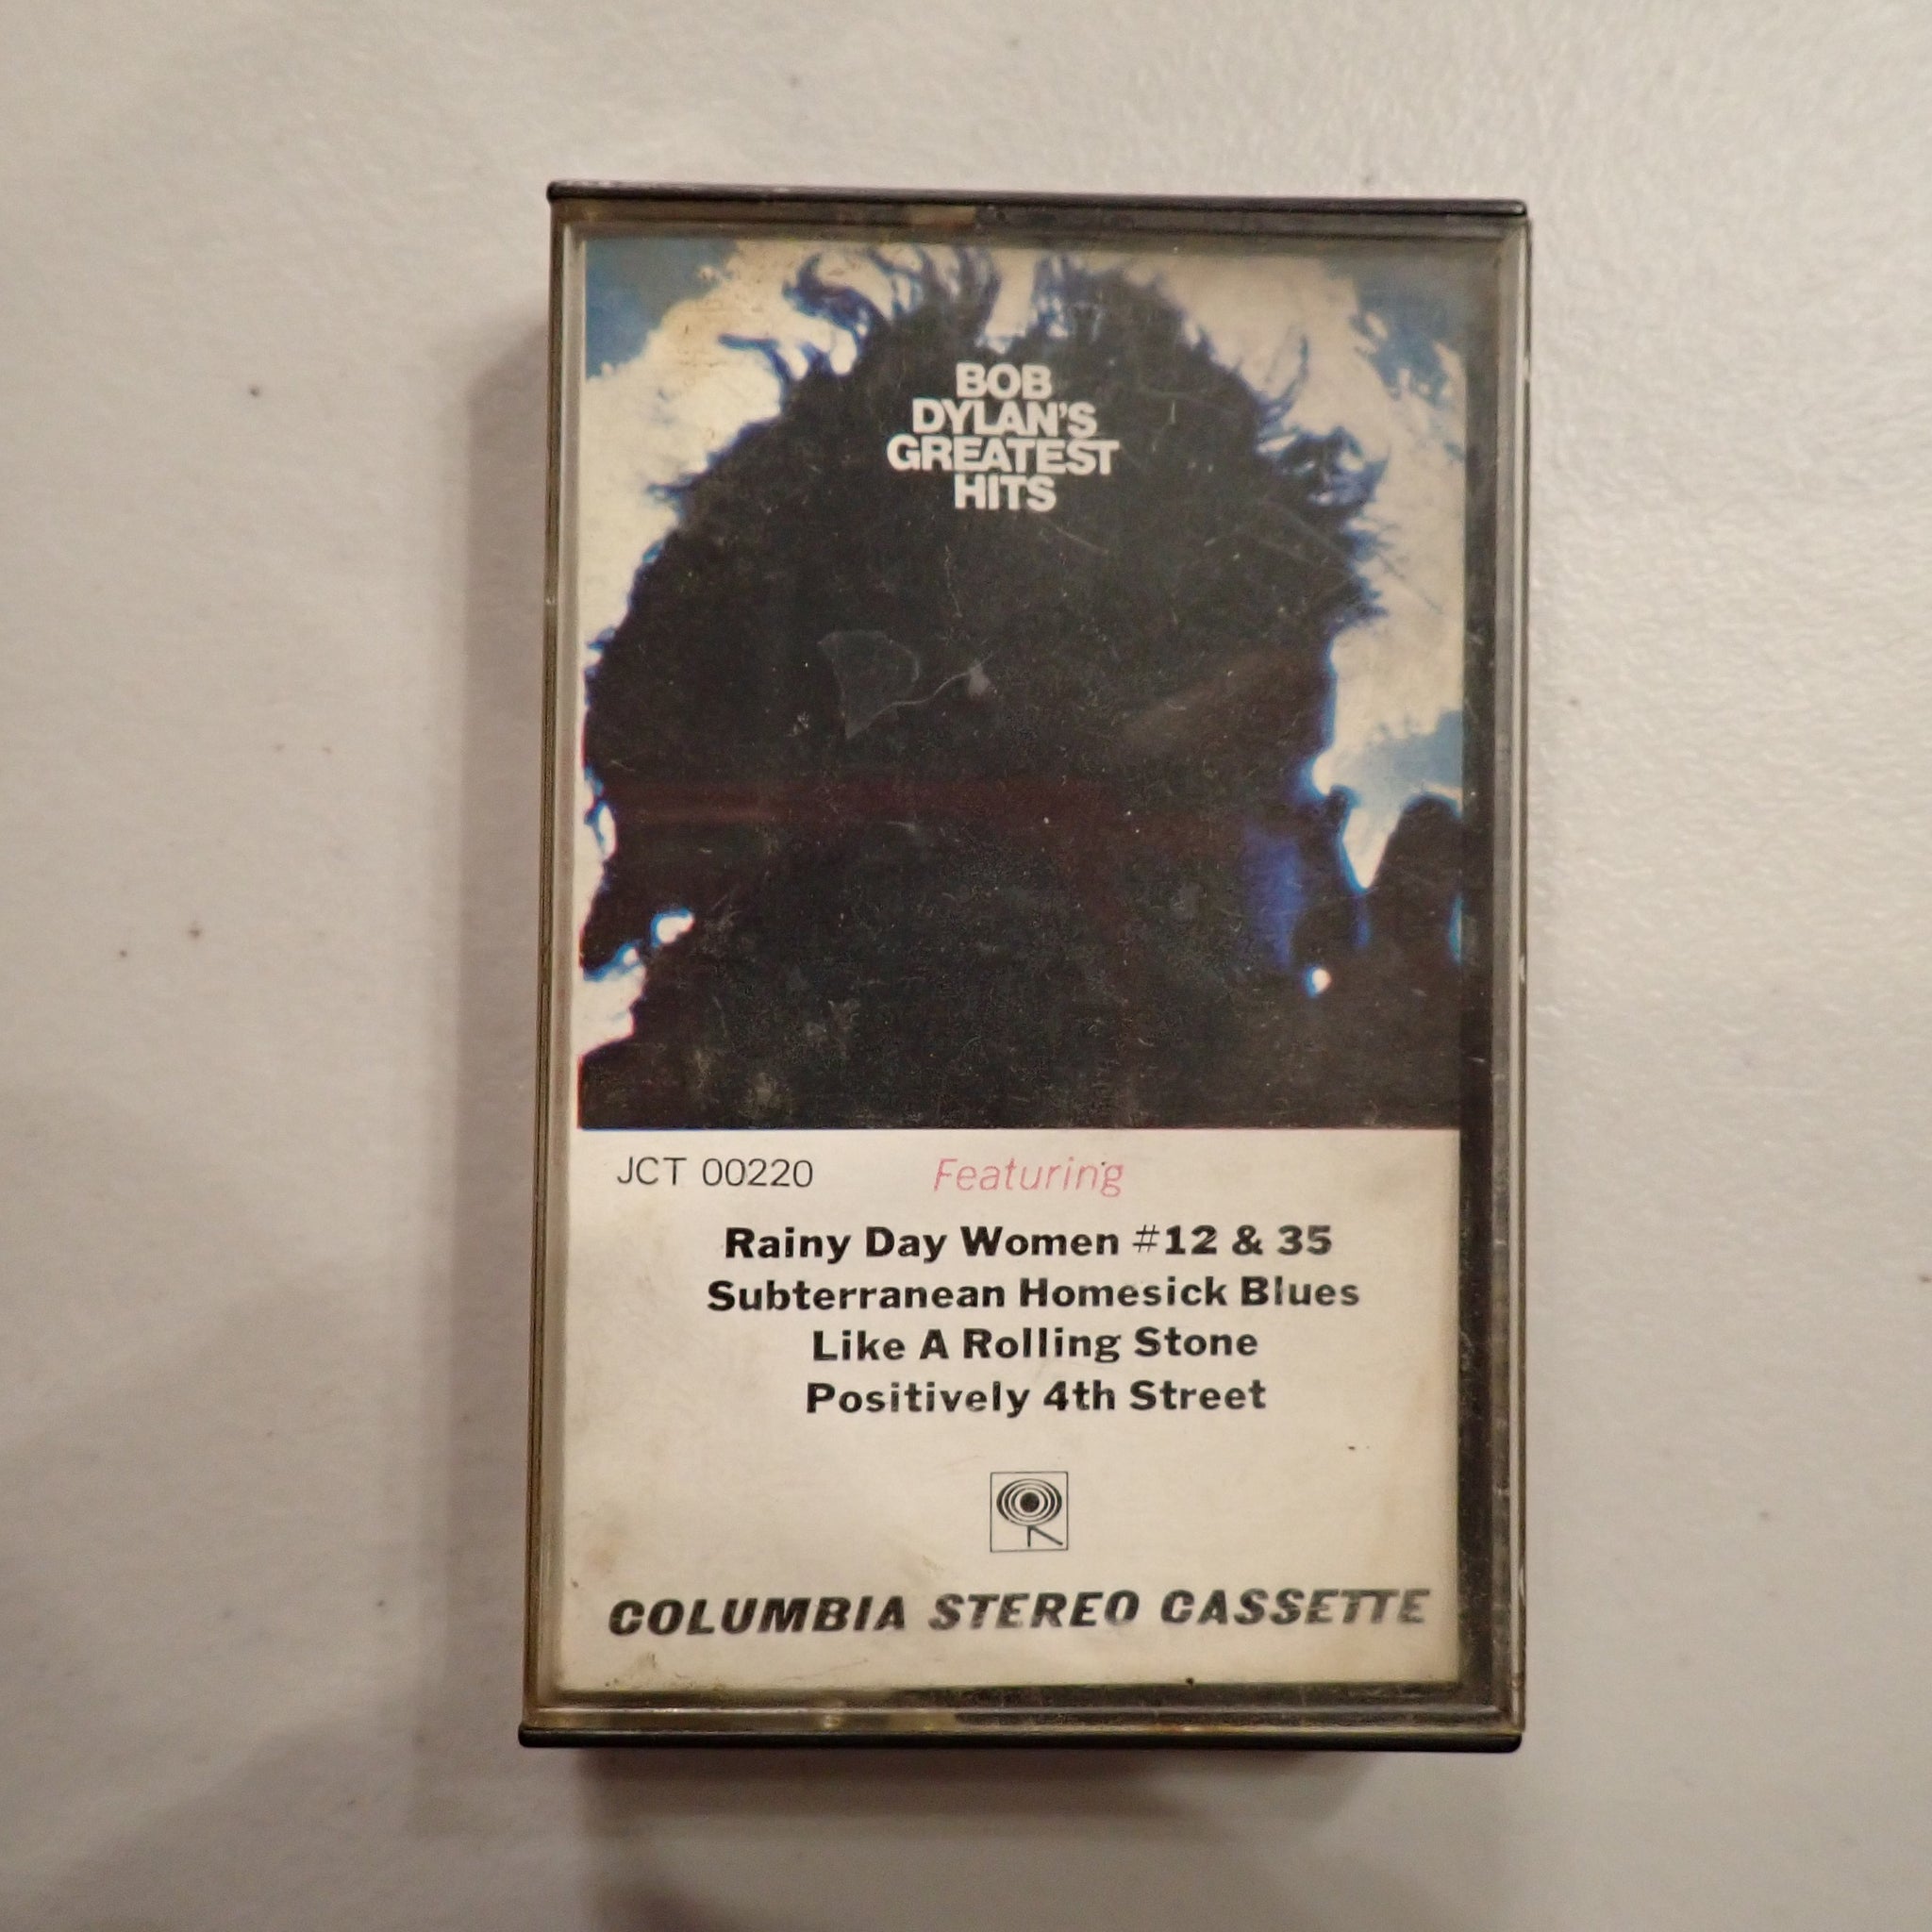 BOB
DYLAN'S
GREATEST
HITS
JCT 00220 Featuring
Rainy Day Women #12 & 35
Subterranean Homesick Blues
Like A Rolling Stone
Positively 4th Street
COLUMBIA STEREO CASSETTE